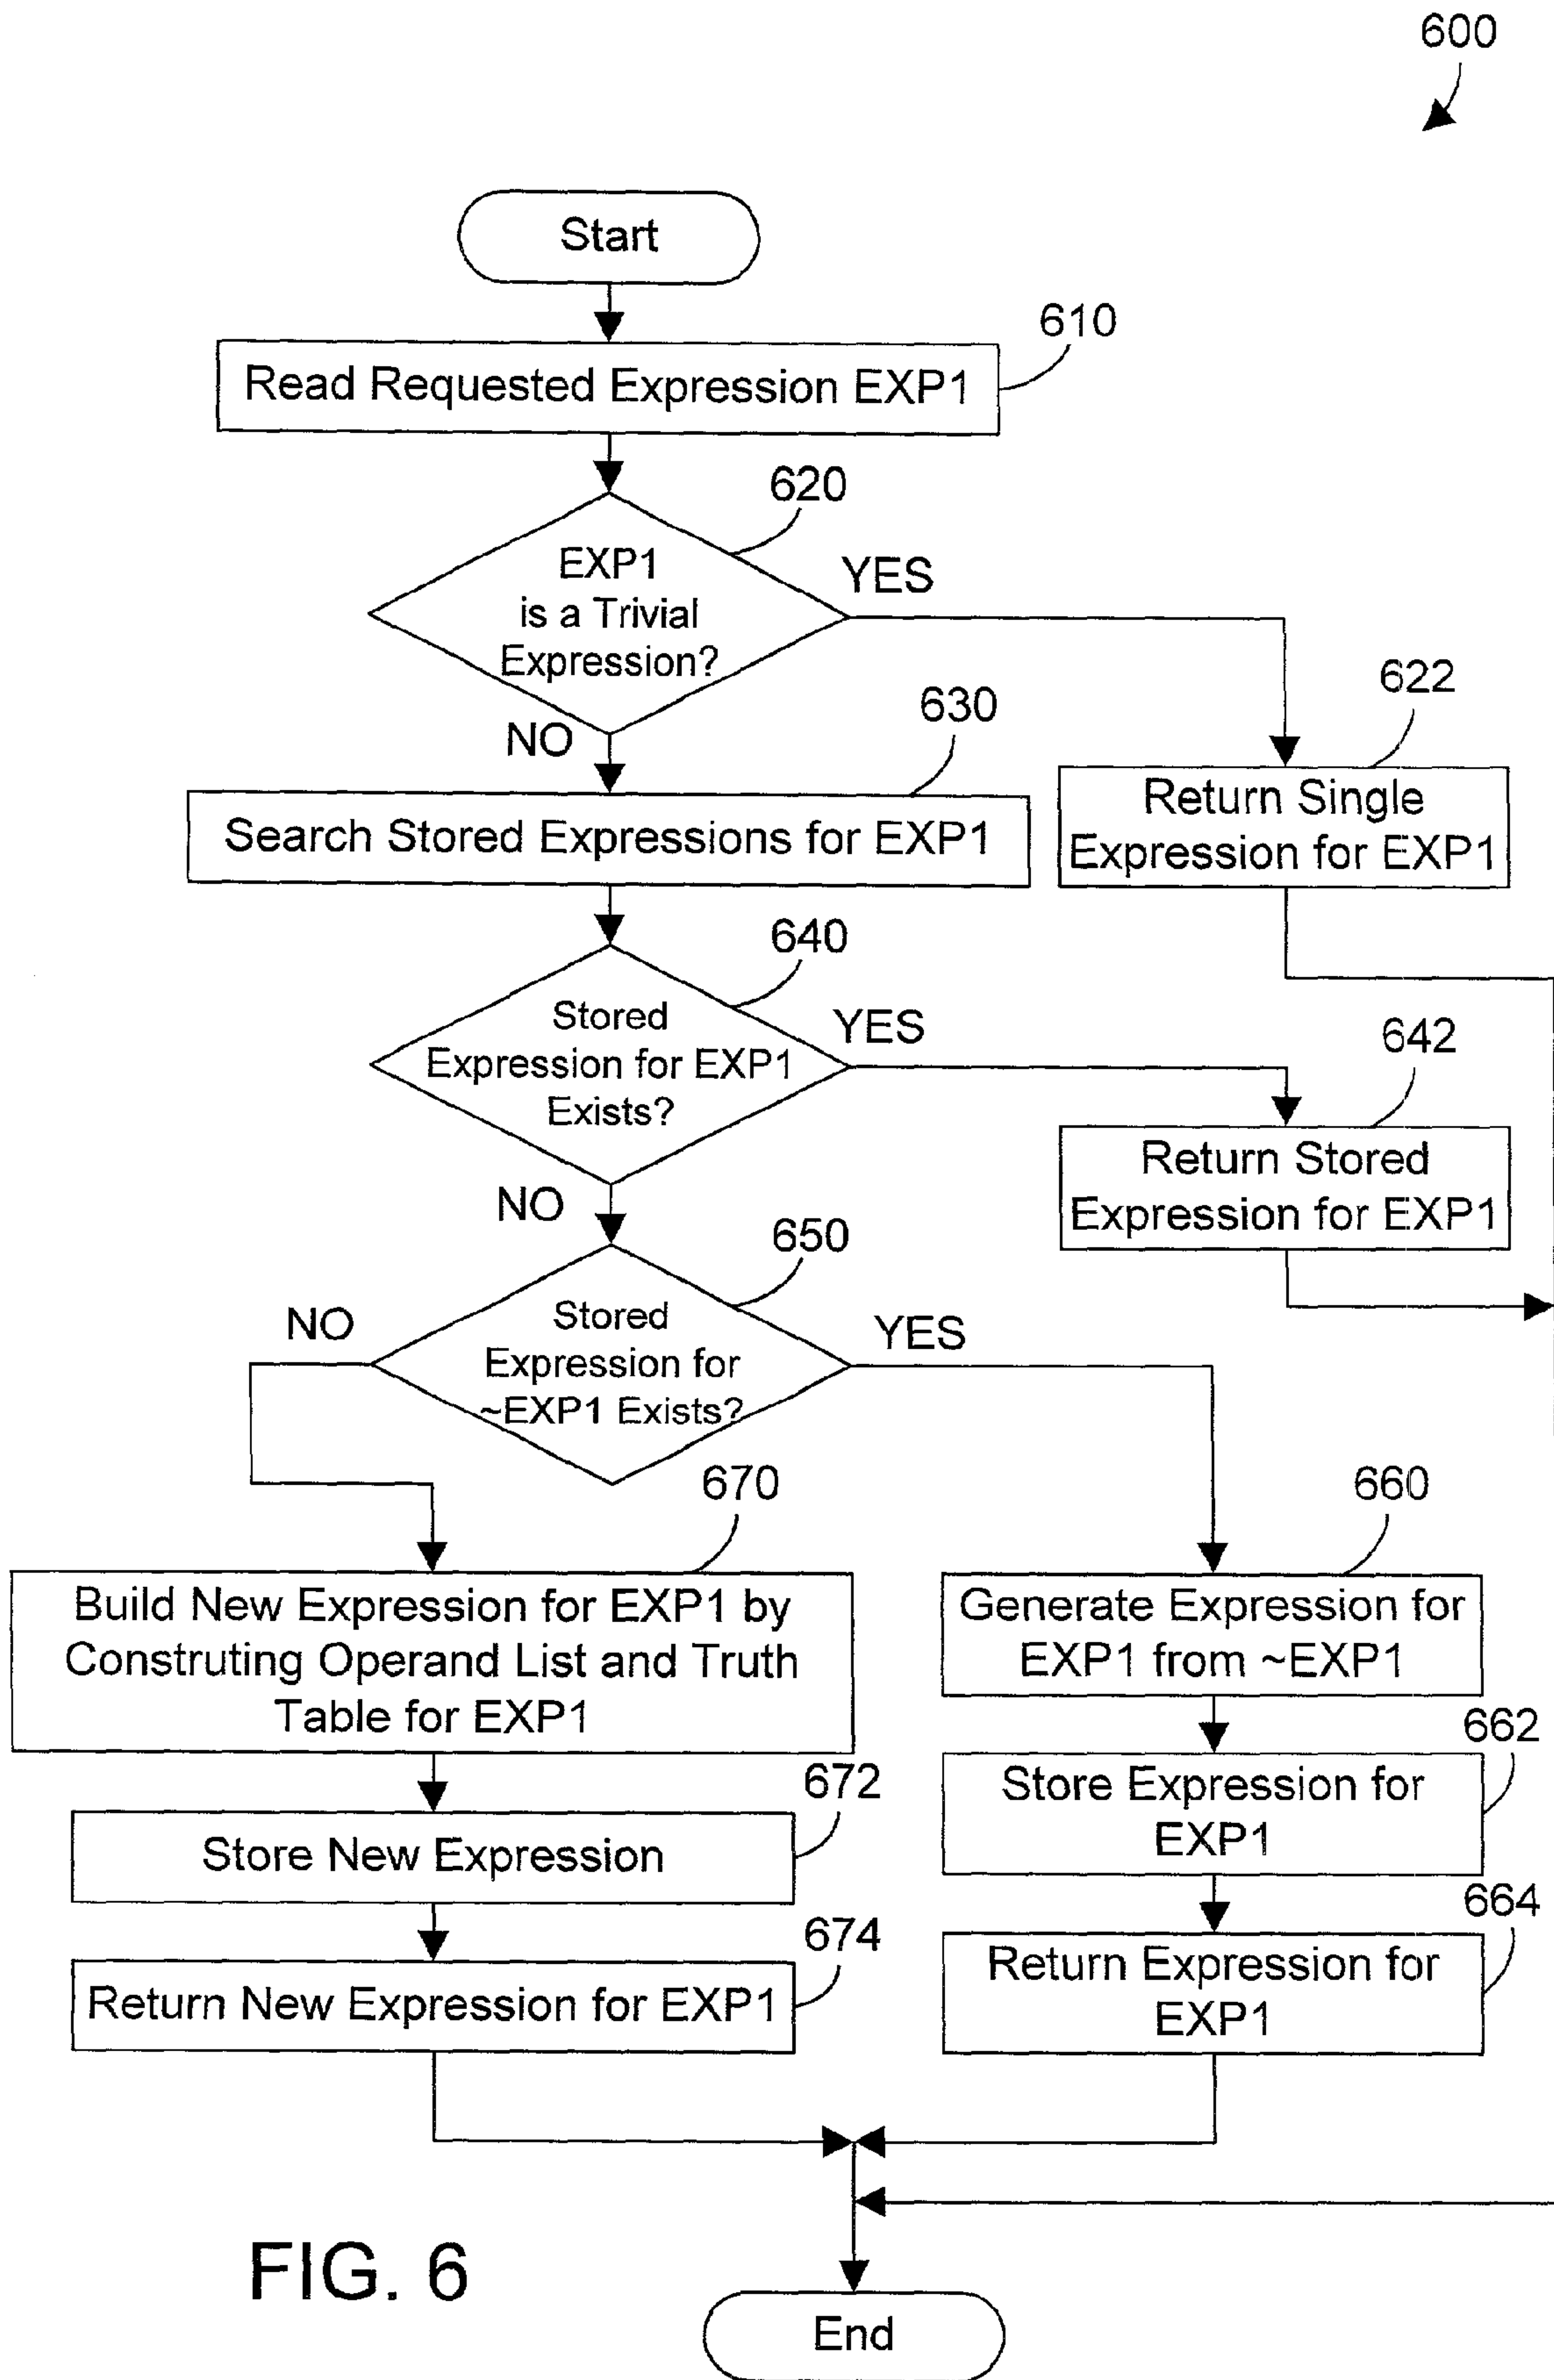 600
Start
610
Read Requested Expression EXP1
620
EXP1
is a Trivial
Expression?
YES
NO
622
Return Single
Expression for EXP1
630
Search Stored Expressions for EXP1
640
Stored
Expression for EXP1
Exists?
YES
NO
642
Return Stored
Expression for EXP1
650
Stored
Expression for
~EXP1 Exists?
NO
YES
670
Build New Expression for EXP1 by
Construting Operand List and Truth
Table for EXP1
660
Generate Expression for
EXP1 from ~EXP1
672
Store New Expression
662
Store Expression for
EXP1
674
Return New Expression for EXP1
664
Return Expression for
EXP1
FIG. 6
End